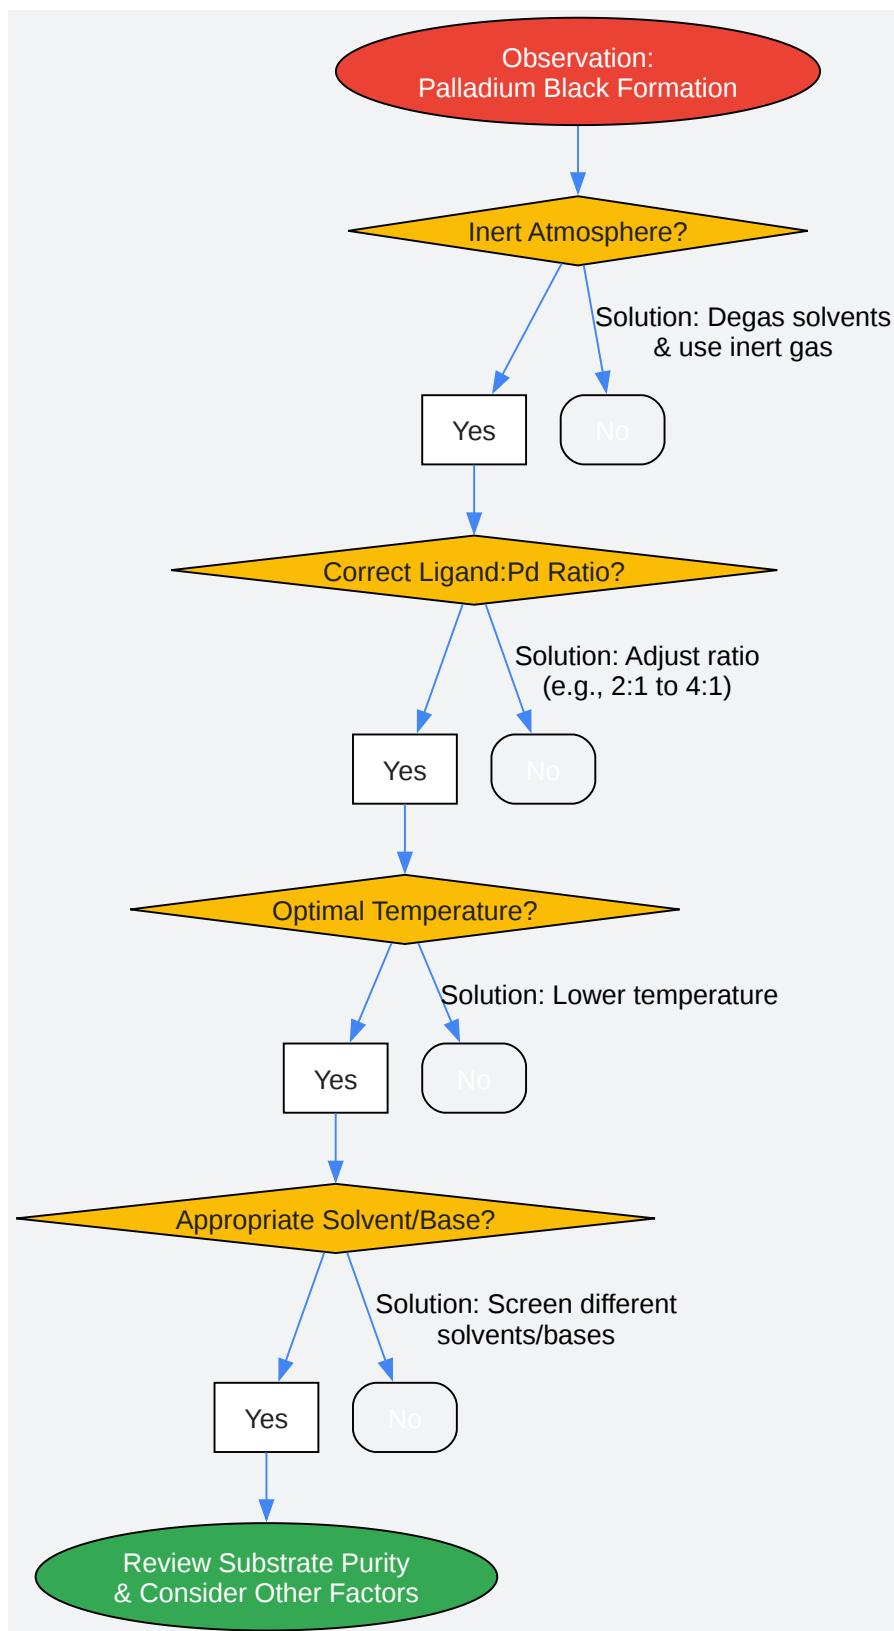 Observation:
Palladium Black Formation
Inert Atmosphere?
Solution: Degas solvents
& use inert gas
Yes
No
Correct Ligand:Pd Ratio?
Solution: Adjust ratio
(e.g., 2:1 to 4:1)
Yes
No
Optimal Temperature?
Solution: Lower temperature
Yes
No
Appropriate Solvent/Base?
Solution: Screen different
solvents/bases
Yes
No
Review Substrate Purity
& Consider Other Factors